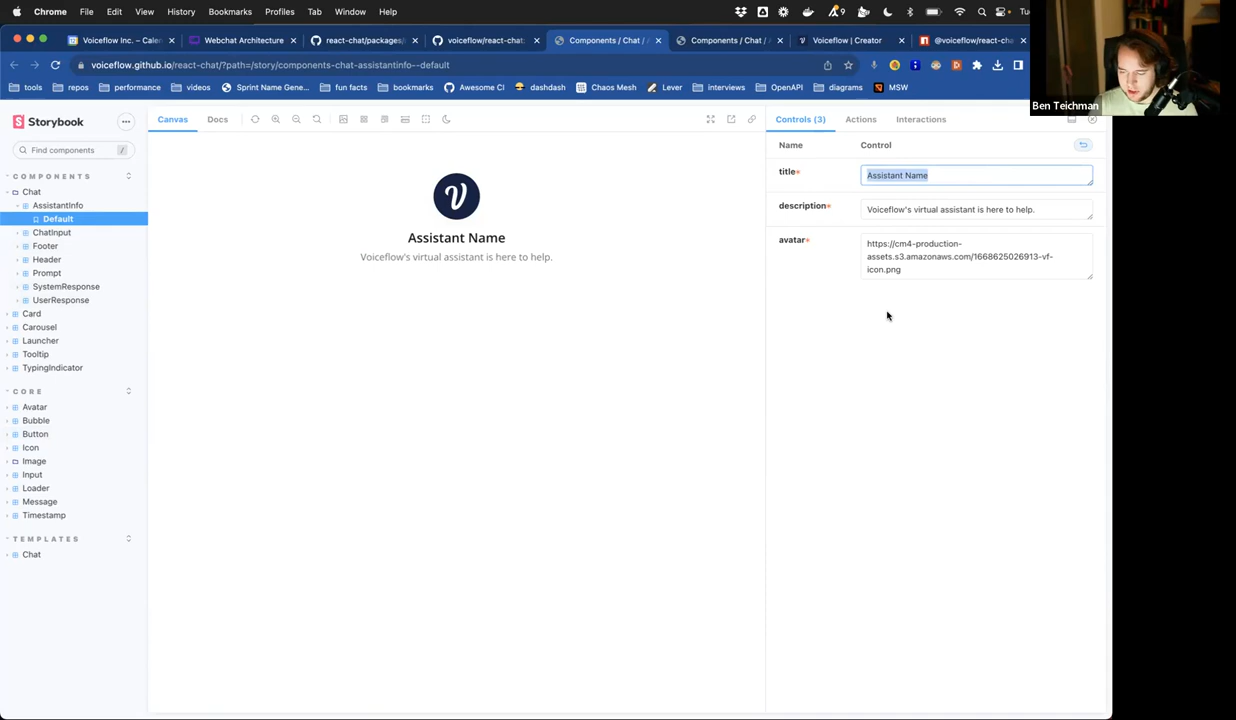 Chrome File Edit View History Bookmarks Profiles Tab Window Help 9
Voiceflow Inc. – Calen
Webchat Architecture
react-chat/packages/
voiceflow/react-chat:
Components / Chat /
Components / Chat /
Voiceflow | Creator
@voiceflow/react-cha
voiceflow.github.io/react-chat/?path=/story/components-chat-assistantinfo--default
tools repos performance videos Sprint Name Gene... fun facts bookmarks Awesome CI dashdash Chaos Mesh Lever interviews OpenAPI diagrams MSW
Ben Teichman
Storybook
Find components /
COMPONENTS
Chat
AssistantInfo
Default
ChatInput
Footer
Header
Prompt
SystemResponse
UserResponse
Card
Carousel
Launcher
Tooltip
TypingIndicator
CORE
Avatar
Bubble
Button
Icon
Image
Input
Loader
Message
Timestamp
TEMPLATES
Chat
Canvas Docs
V
Assistant Name
Voiceflow's virtual assistant is here to help.
Controls (3) Actions Interactions
Name Control
title* Assistant Name
description* Voiceflow's virtual assistant is here to help.
avatar* https://cm4-production-
assets.s3.amazonaws.com/1668625026913-vf-
icon.png